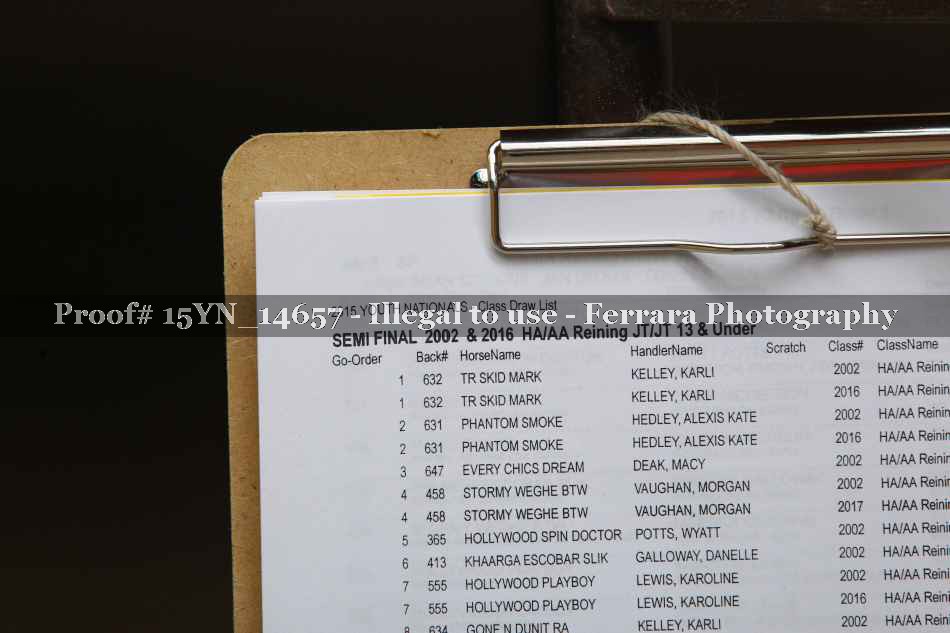 2015 YOUTH NATIONALS - Class Draw List
Proof# 15YN_14657 - Illegal to use - Ferrara Photography
SEMI FINAL 2002 & 2016 HA/AA Reining JT/JT 13 & Under
Go-Order Back# HorseName HandlerName Scratch Class# ClassName
1 632 TR SKID MARK KELLEY, KARLI 2002 HA/AA Reinin
1 632 TR SKID MARK KELLEY, KARLI 2016 HA/AA Reinin
2 631 PHANTOM SMOKE HEDLEY, ALEXIS KATE 2002 HA/AA Reinin
2 631 PHANTOM SMOKE HEDLEY, ALEXIS KATE 2016 HA/AA Reinin
3 647 EVERY CHICS DREAM DEAK, MACY 2002 HA/AA Reinin
4 458 STORMY WEGHE BTW VAUGHAN, MORGAN 2002 HA/AA Reinin
4 458 STORMY WEGHE BTW VAUGHAN, MORGAN 2017 HA/AA Reinin
5 365 HOLLYWOOD SPIN DOCTOR POTTS, WYATT 2002 HA/AA Reinin
6 413 KHAARGA ESCOBAR SLIK GALLOWAY, DANELLE 2002 HA/AA Reini
7 555 HOLLYWOOD PLAYBOY LEWIS, KAROLINE 2002 HA/AA Reini
7 555 HOLLYWOOD PLAYBOY LEWIS, KAROLINE 2016 HA/AA Reini
8 634 GONE N DUNIT RA KELLEY, KARLI 2002 HA/AA Reini